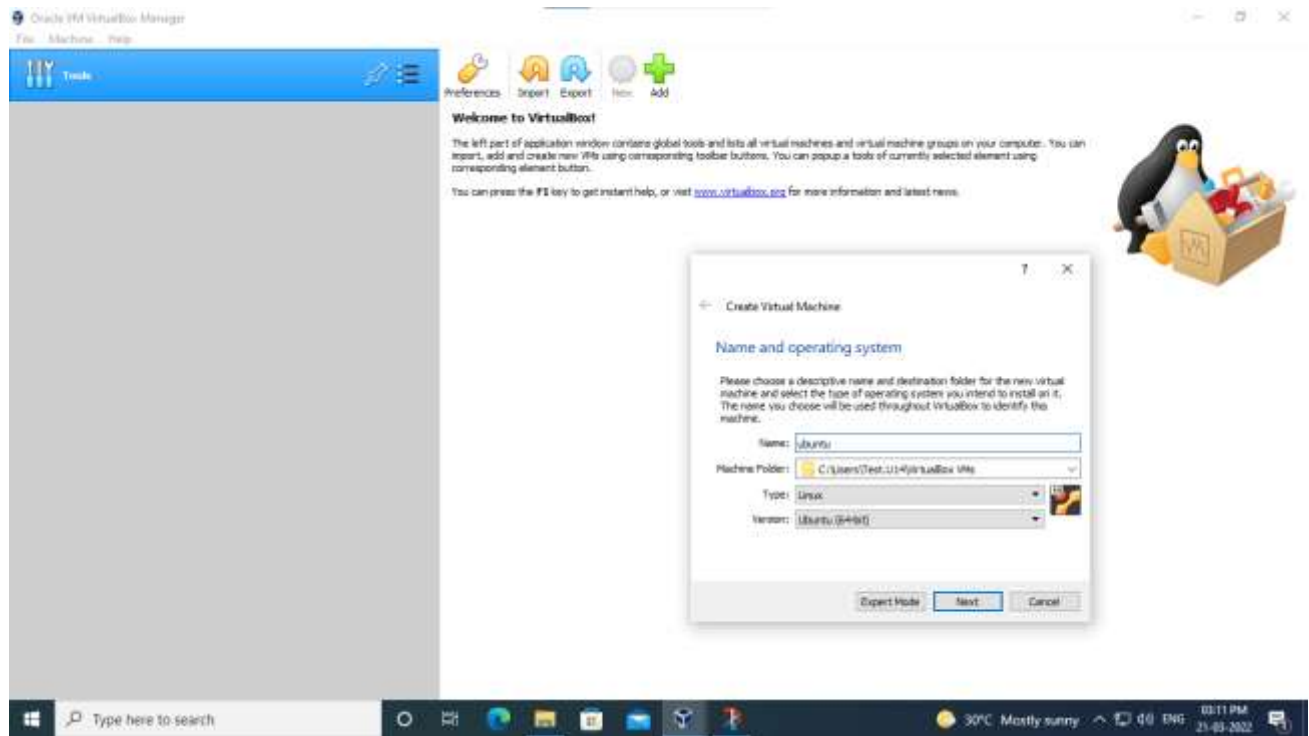 Oracle VM VirtualBox Manager
File Machine Help
Tools
Preferences Import Export New Add
Welcome to VirtualBox!
The left part of application window contains global tools and lists all virtual machines and virtual machine groups on your computer. You can
import, add and create new VMs using corresponding toolbar buttons. You can popup a tools of currently selected element using
corresponding element button.
You can press the F1 key to get instant help, or visit www.virtualbox.org for more information and latest news.
? ×
Create Virtual Machine
Name and operating system
Please choose a descriptive name and destination folder for the new virtual
machine and select the type of operating system you intend to install on it.
The name you choose will be used throughout VirtualBox to identify this
machine.
Name: ubuntu
Machine Folder: C:\Users\Test.U14\VirtualBox VMs
Type: Linux
Version: Ubuntu (64-bit)
Expert Mode Next Cancel
Type here to search
30°C Mostly sunny ENG
03:11 PM
21-03-2022